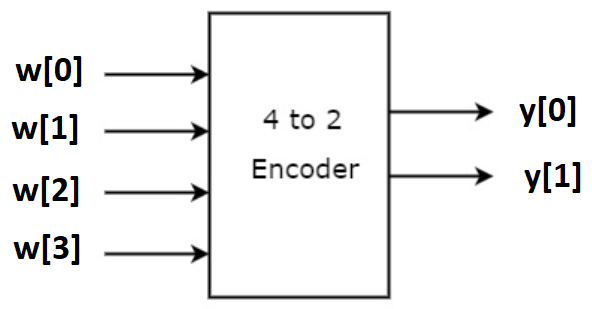 w[0]
w[1]
w[2]
w[3]
4 to 2
Encoder
y[0]
y[1]